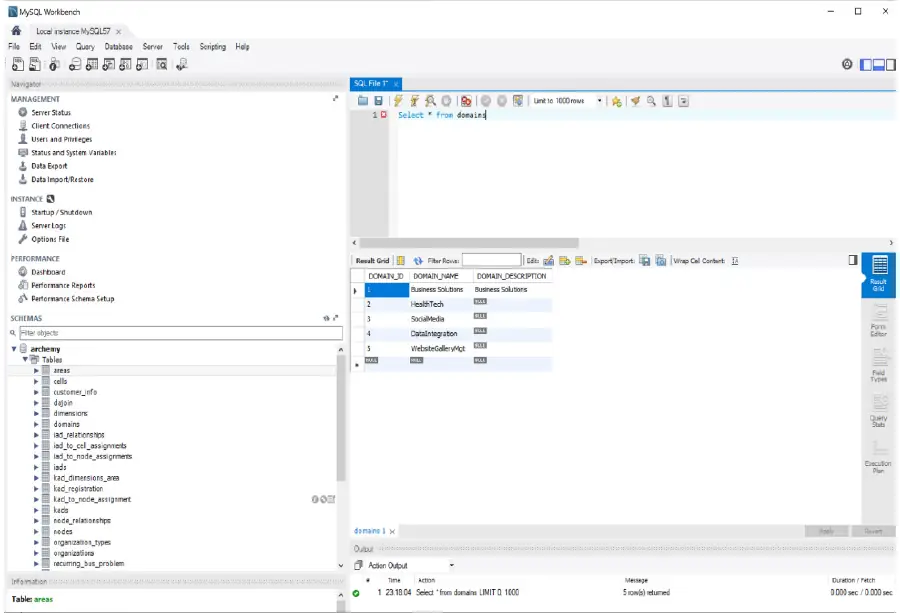 MySQL Workbench
Local instance MySQL57
File Edit View Query Database Server Tools Scripting Help
Navigator
MANAGEMENT
Server Status
Client Connections
Users and Privileges
Status and System Variables
Data Export
Data Import/Restore
INSTANCE
Startup / Shutdown
Server Logs
Options File
PERFORMANCE
Dashboard
Performance Reports
Performance Schema Setup
SCHEMAS
Filter objects
archemy
Tables
areas
cells
customer_info
dajoin
dimensions
domains
iad_relationships
iad_to_cell_assignments
iad_to_node_assignments
iads
kad_dimensions_area
kad_registration
kad_to_node_assignment
kads
node_relationships
nodes
organization_types
organizations
recurring_bus_problem
Information
Table: areas
SQL File 1*
Limit to 1000 rows
1 Select * from domains
Result Grid Filter Rows: Edit: Export/Import: Wrap Cell Content:
DOMAIN_ID DOMAIN_NAME DOMAIN_DESCRIPTION
1 Business Solutions Business Solutions
2 HealthTech NULL
3 SocialMedia NULL
4 DataIntegration NULL
5 WebsiteGalleryMgt NULL
NULL NULL NULL
Result Grid
Form Editor
Field Types
Query Stats
Execution Plan
domains 1
Apply Revert
Output
Action Output
# Time Action Message Duration / Fetch
1 23:18:04 Select * from domains LIMIT 0, 1000 5 row(s) returned 0.000 sec / 0.000 sec